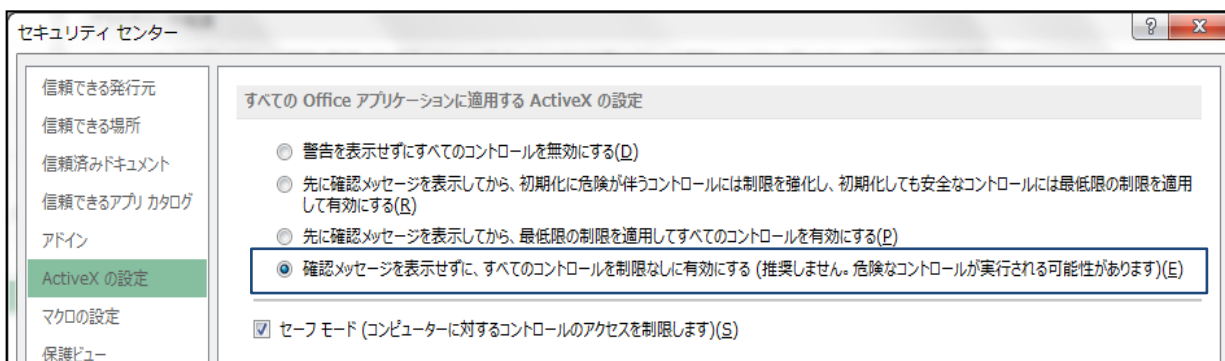 セキュリティ センター
信頼できる発行元
信頼できる場所
信頼済みドキュメント
信頼できるアプリ カタログ
アドイン
ActiveX の設定
マクロの設定
保護ビュー
すべての Office アプリケーションに適用する ActiveX の設定
警告を表示せずにすべてのコントロールを無効にする(D)
先に確認メッセージを表示してから、初期化に危険が伴うコントロールには制限を強化し、初期化しても安全なコントロールには最低限の制限を適用
して有効にする(R)
先に確認メッセージを表示してから、最低限の制限を適用してすべてのコントロールを有効にする(P)
確認メッセージを表示せずに、すべてのコントロールを制限なしに有効にする (推奨しません。危険なコントロールが実行される可能性があります)(E)
セーフ モード (コンピューターに対するコントロールのアクセスを制限します)(S)